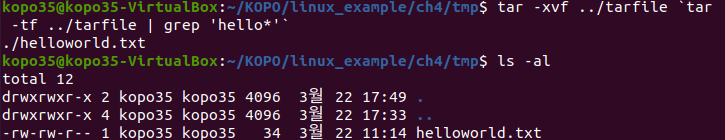 kopo35@kopo35-VirtualBox:~/KOPO/linux_example/ch4/tmp$ tar -xvf ../tarfile `tar
 -tf ../tarfile | grep 'hello*'`
./helloworld.txt
kopo35@kopo35-VirtualBox:~/KOPO/linux_example/ch4/tmp$ ls -al
total 12
drwxrwxr-x 2 kopo35 kopo35 4096  3월 22 17:49 .
drwxrwxr-x 4 kopo35 kopo35 4096  3월 22 17:33 ..
-rw-rw-r-- 1 kopo35 kopo35   34  3월 22 11:14 helloworld.txt